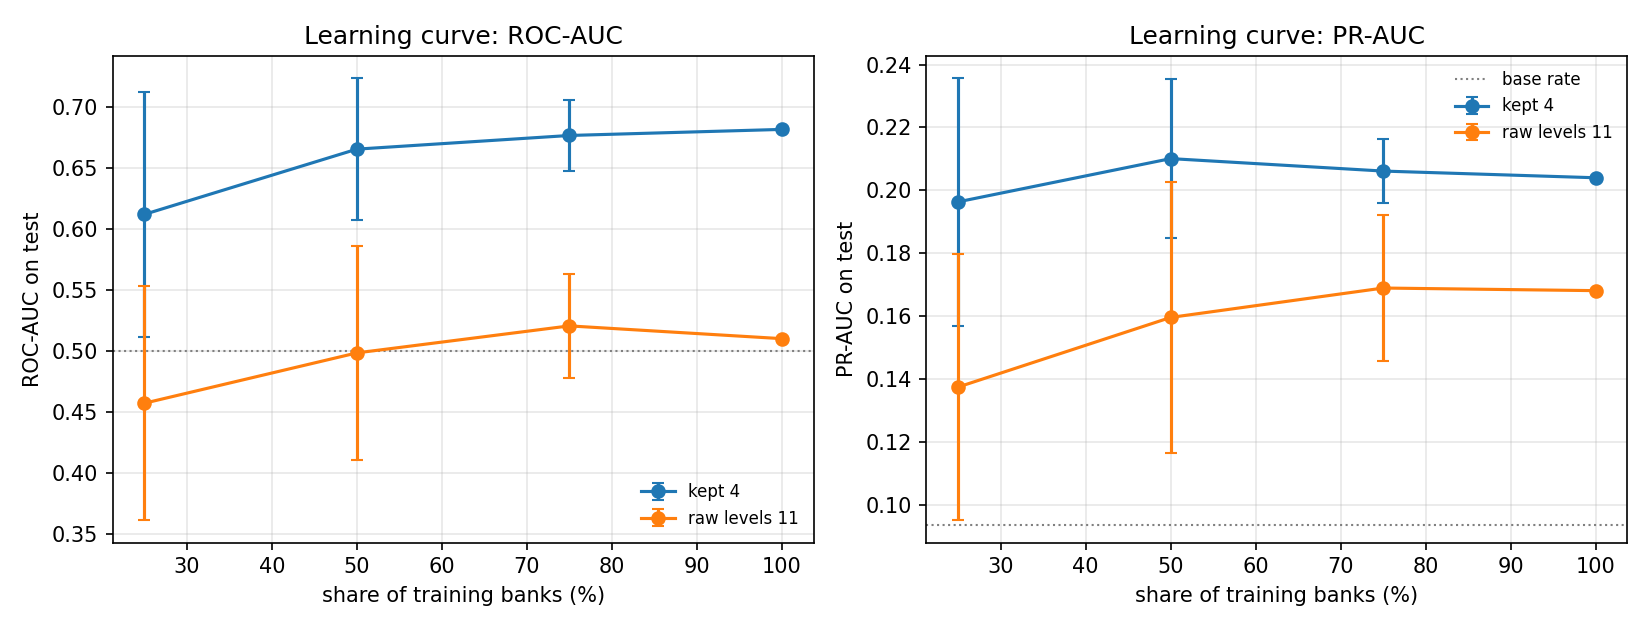 Learning curve: ROC-AUC
ROC-AUC on test
0.70
0.65
0.60
0.55
0.50
0.45
0.40
0.35
kept 4
raw levels 11
30 40 50 60 70 80 90 100
share of training banks (%)
Learning curve: PR-AUC
PR-AUC on test
0.24
0.22
0.20
0.18
0.16
0.14
0.12
0.10
base rate
kept 4
raw levels 11
30 40 50 60 70 80 90 100
share of training banks (%)